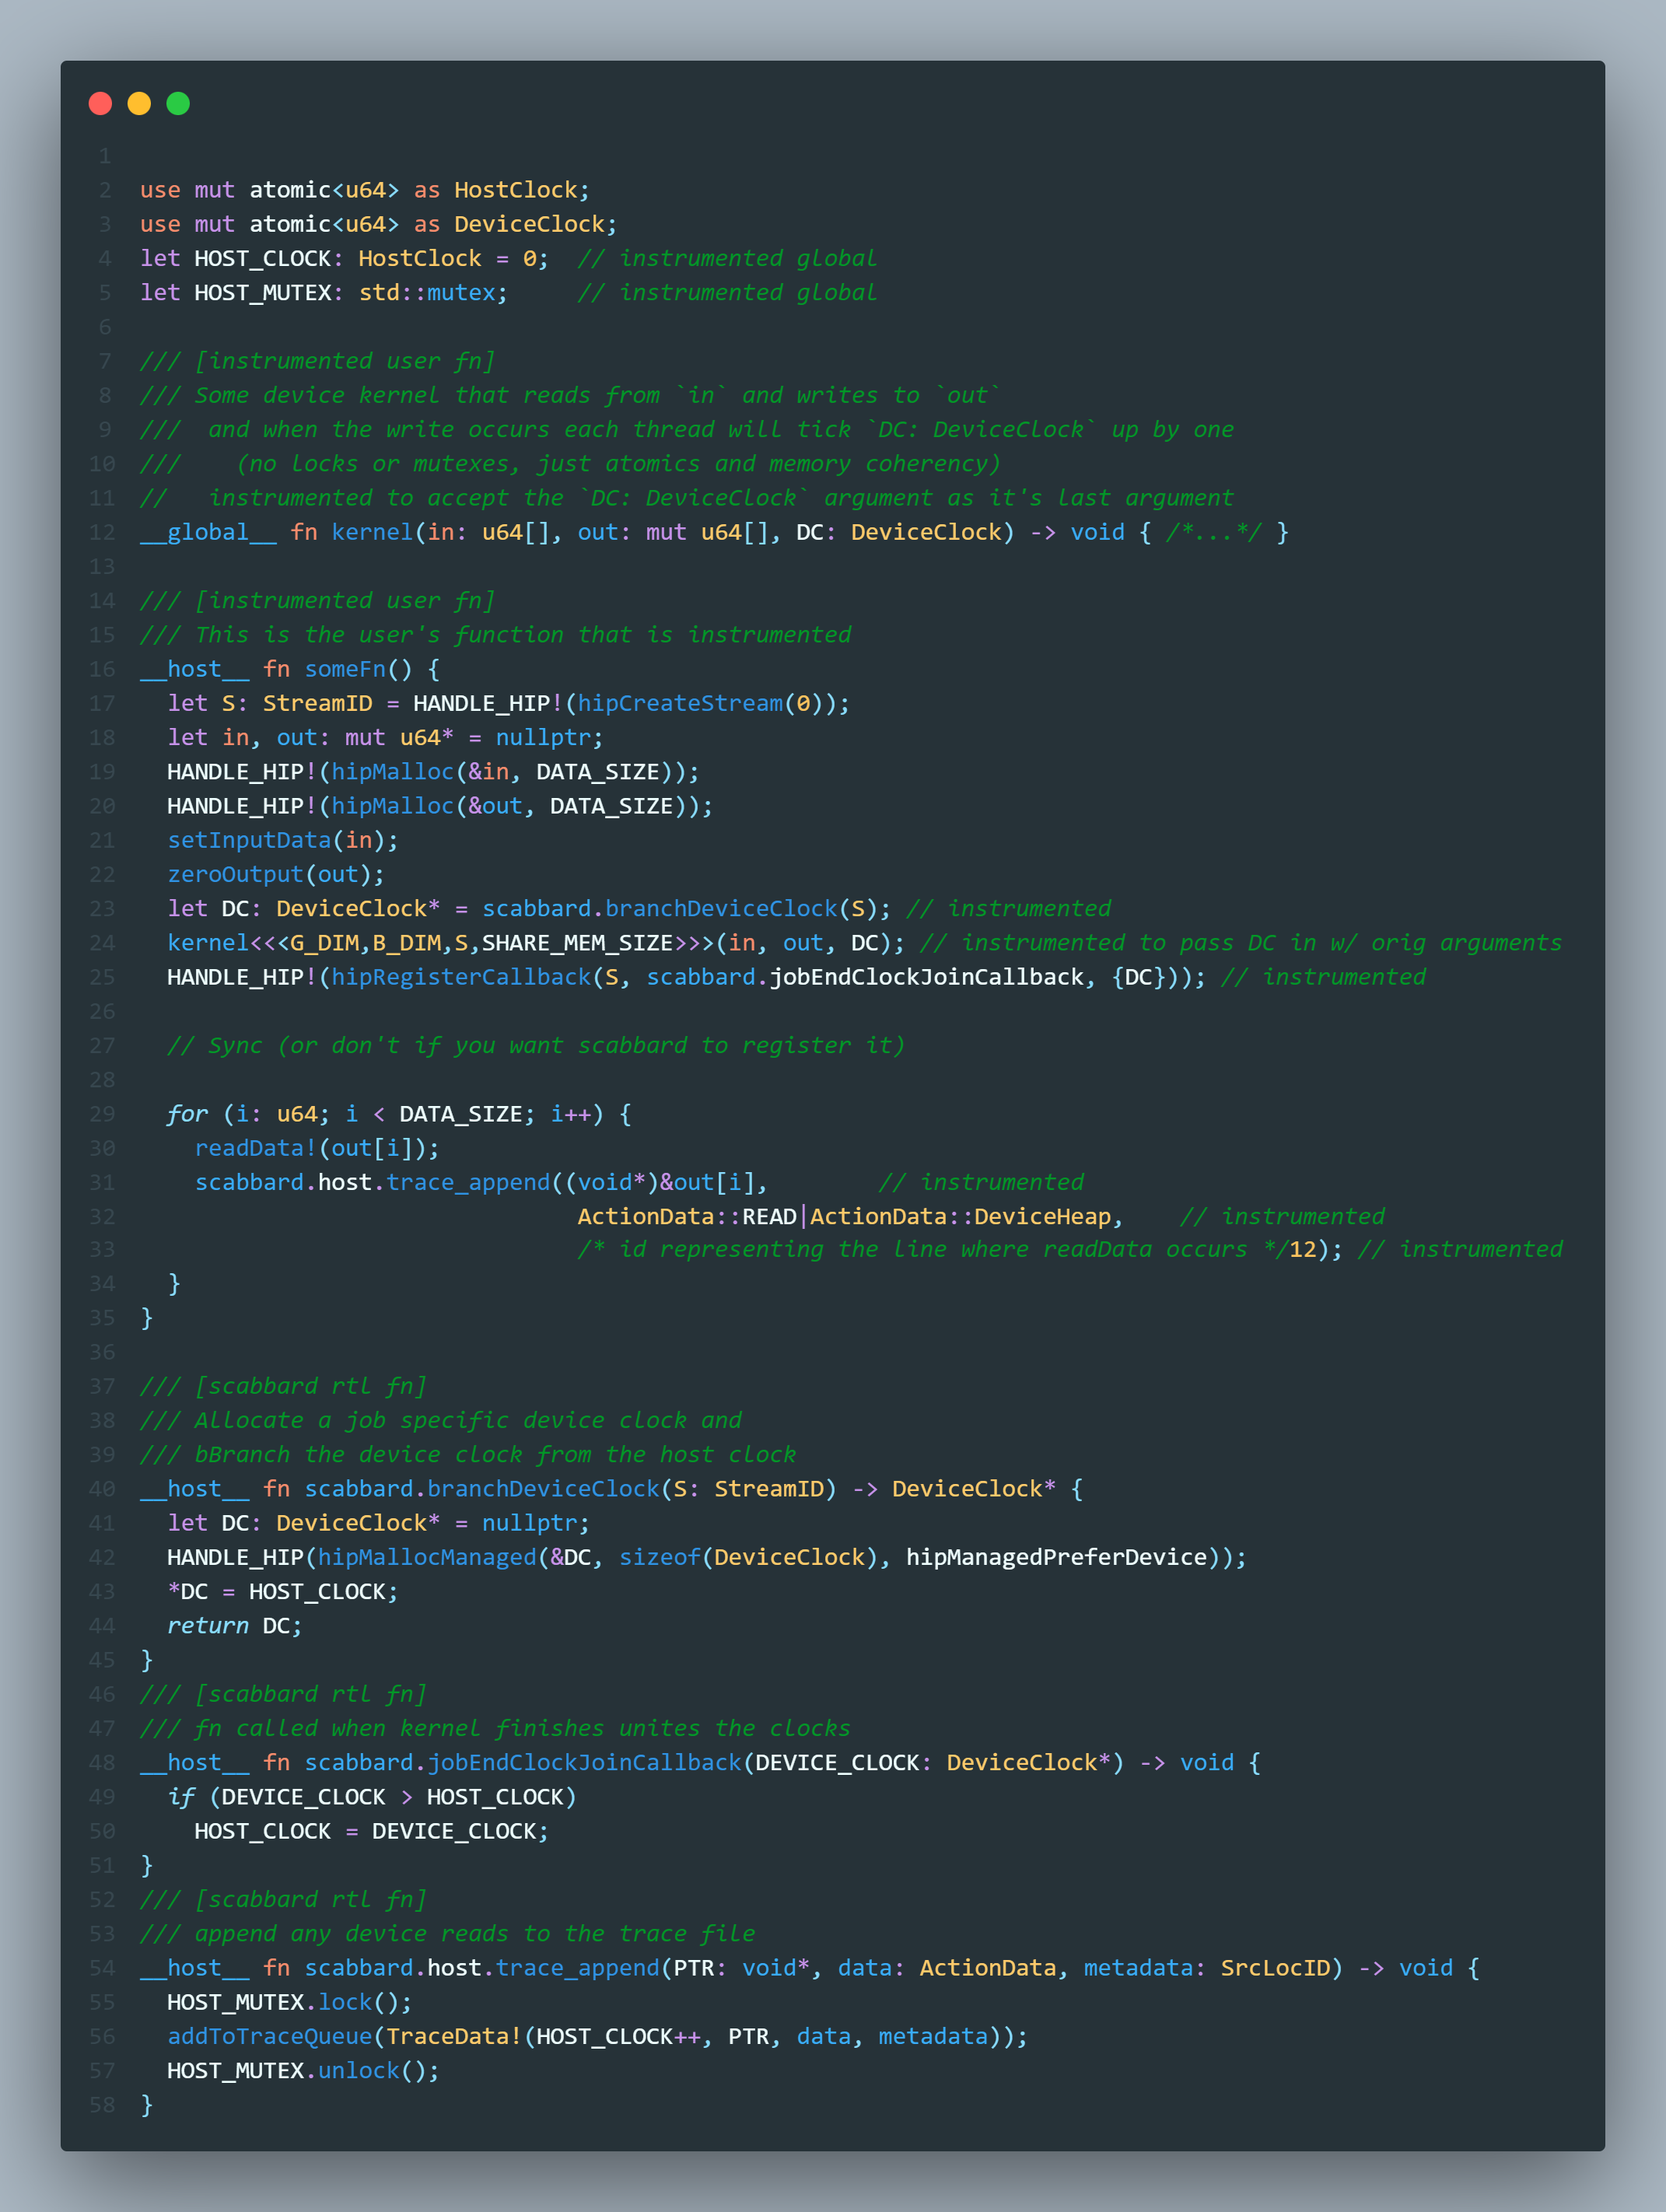 1
2 use mut atomic<u64> as HostClock;
3 use mut atomic<u64> as DeviceClock;
4 let HOST_CLOCK: HostClock = 0;  // instrumented global
5 let HOST_MUTEX: std::mutex;     // instrumented global
6
7 /// [instrumented user fn]
8 /// Some device kernel that reads from `in` and writes to `out`
9 ///  and when the write occurs each thread will tick `DC: DeviceClock` up by one
10 ///    (no locks or mutexes, just atomics and memory coherency)
11 //   instrumented to accept the `DC: DeviceClock` argument as it's last argument
12 __global__ fn kernel(in: u64[], out: mut u64[], DC: DeviceClock) -> void { /*...*/ }
13
14 /// [instrumented user fn]
15 /// This is the user's function that is instrumented
16 __host__ fn someFn() {
17   let S: StreamID = HANDLE_HIP!(hipCreateStream(0));
18   let in, out: mut u64* = nullptr;
19   HANDLE_HIP!(hipMalloc(&in, DATA_SIZE));
20   HANDLE_HIP!(hipMalloc(&out, DATA_SIZE));
21   setInputData(in);
22   zeroOutput(out);
23   let DC: DeviceClock* = scabbard.branchDeviceClock(S); // instrumented
24   kernel<<<G_DIM,B_DIM,S,SHARE_MEM_SIZE>>>(in, out, DC); // instrumented to pass DC in w/ orig arguments
25   HANDLE_HIP!(hipRegisterCallback(S, scabbard.jobEndClockJoinCallback, {DC})); // instrumented
26
27   // Sync (or don't if you want scabbard to register it)
28
29   for (i: u64; i < DATA_SIZE; i++) {
30     readData!(out[i]);
31     scabbard.host.trace_append((void*)&out[i],        // instrumented
32                                 ActionData::READ|ActionData::DeviceHeap,    // instrumented
33                                 /* id representing the line where readData occurs */12); // instrumented
34   }
35 }
36
37 /// [scabbard rtl fn]
38 /// Allocate a job specific device clock and
39 /// bBranch the device clock from the host clock
40 __host__ fn scabbard.branchDeviceClock(S: StreamID) -> DeviceClock* {
41   let DC: DeviceClock* = nullptr;
42   HANDLE_HIP(hipMallocManaged(&DC, sizeof(DeviceClock), hipManagedPreferDevice));
43   *DC = HOST_CLOCK;
44   return DC;
45 }
46 /// [scabbard rtl fn]
47 /// fn called when kernel finishes unites the clocks
48 __host__ fn scabbard.jobEndClockJoinCallback(DEVICE_CLOCK: DeviceClock*) -> void {
49   if (DEVICE_CLOCK > HOST_CLOCK)
50     HOST_CLOCK = DEVICE_CLOCK;
51 }
52 /// [scabbard rtl fn]
53 /// append any device reads to the trace file
54 __host__ fn scabbard.host.trace_append(PTR: void*, data: ActionData, metadata: SrcLocID) -> void {
55   HOST_MUTEX.lock();
56   addToTraceQueue(TraceData!(HOST_CLOCK++, PTR, data, metadata));
57   HOST_MUTEX.unlock();
58 }